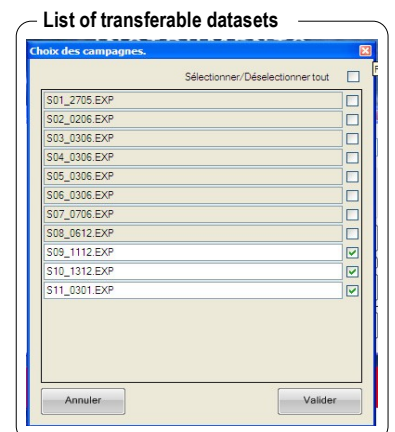 List of transferable datasets
Choix des campagnes.
Sélectionner/Déselectionner tout
S01_2705.EXP
S02_0206.EXP
S03_0306.EXP
S04_0306.EXP
S05_0306.EXP
S06_0306.EXP
S07_0706.EXP
S08_0612.EXP
S09_1112.EXP
S10_1312.EXP
S11_0301.EXP
Annuler
Valider